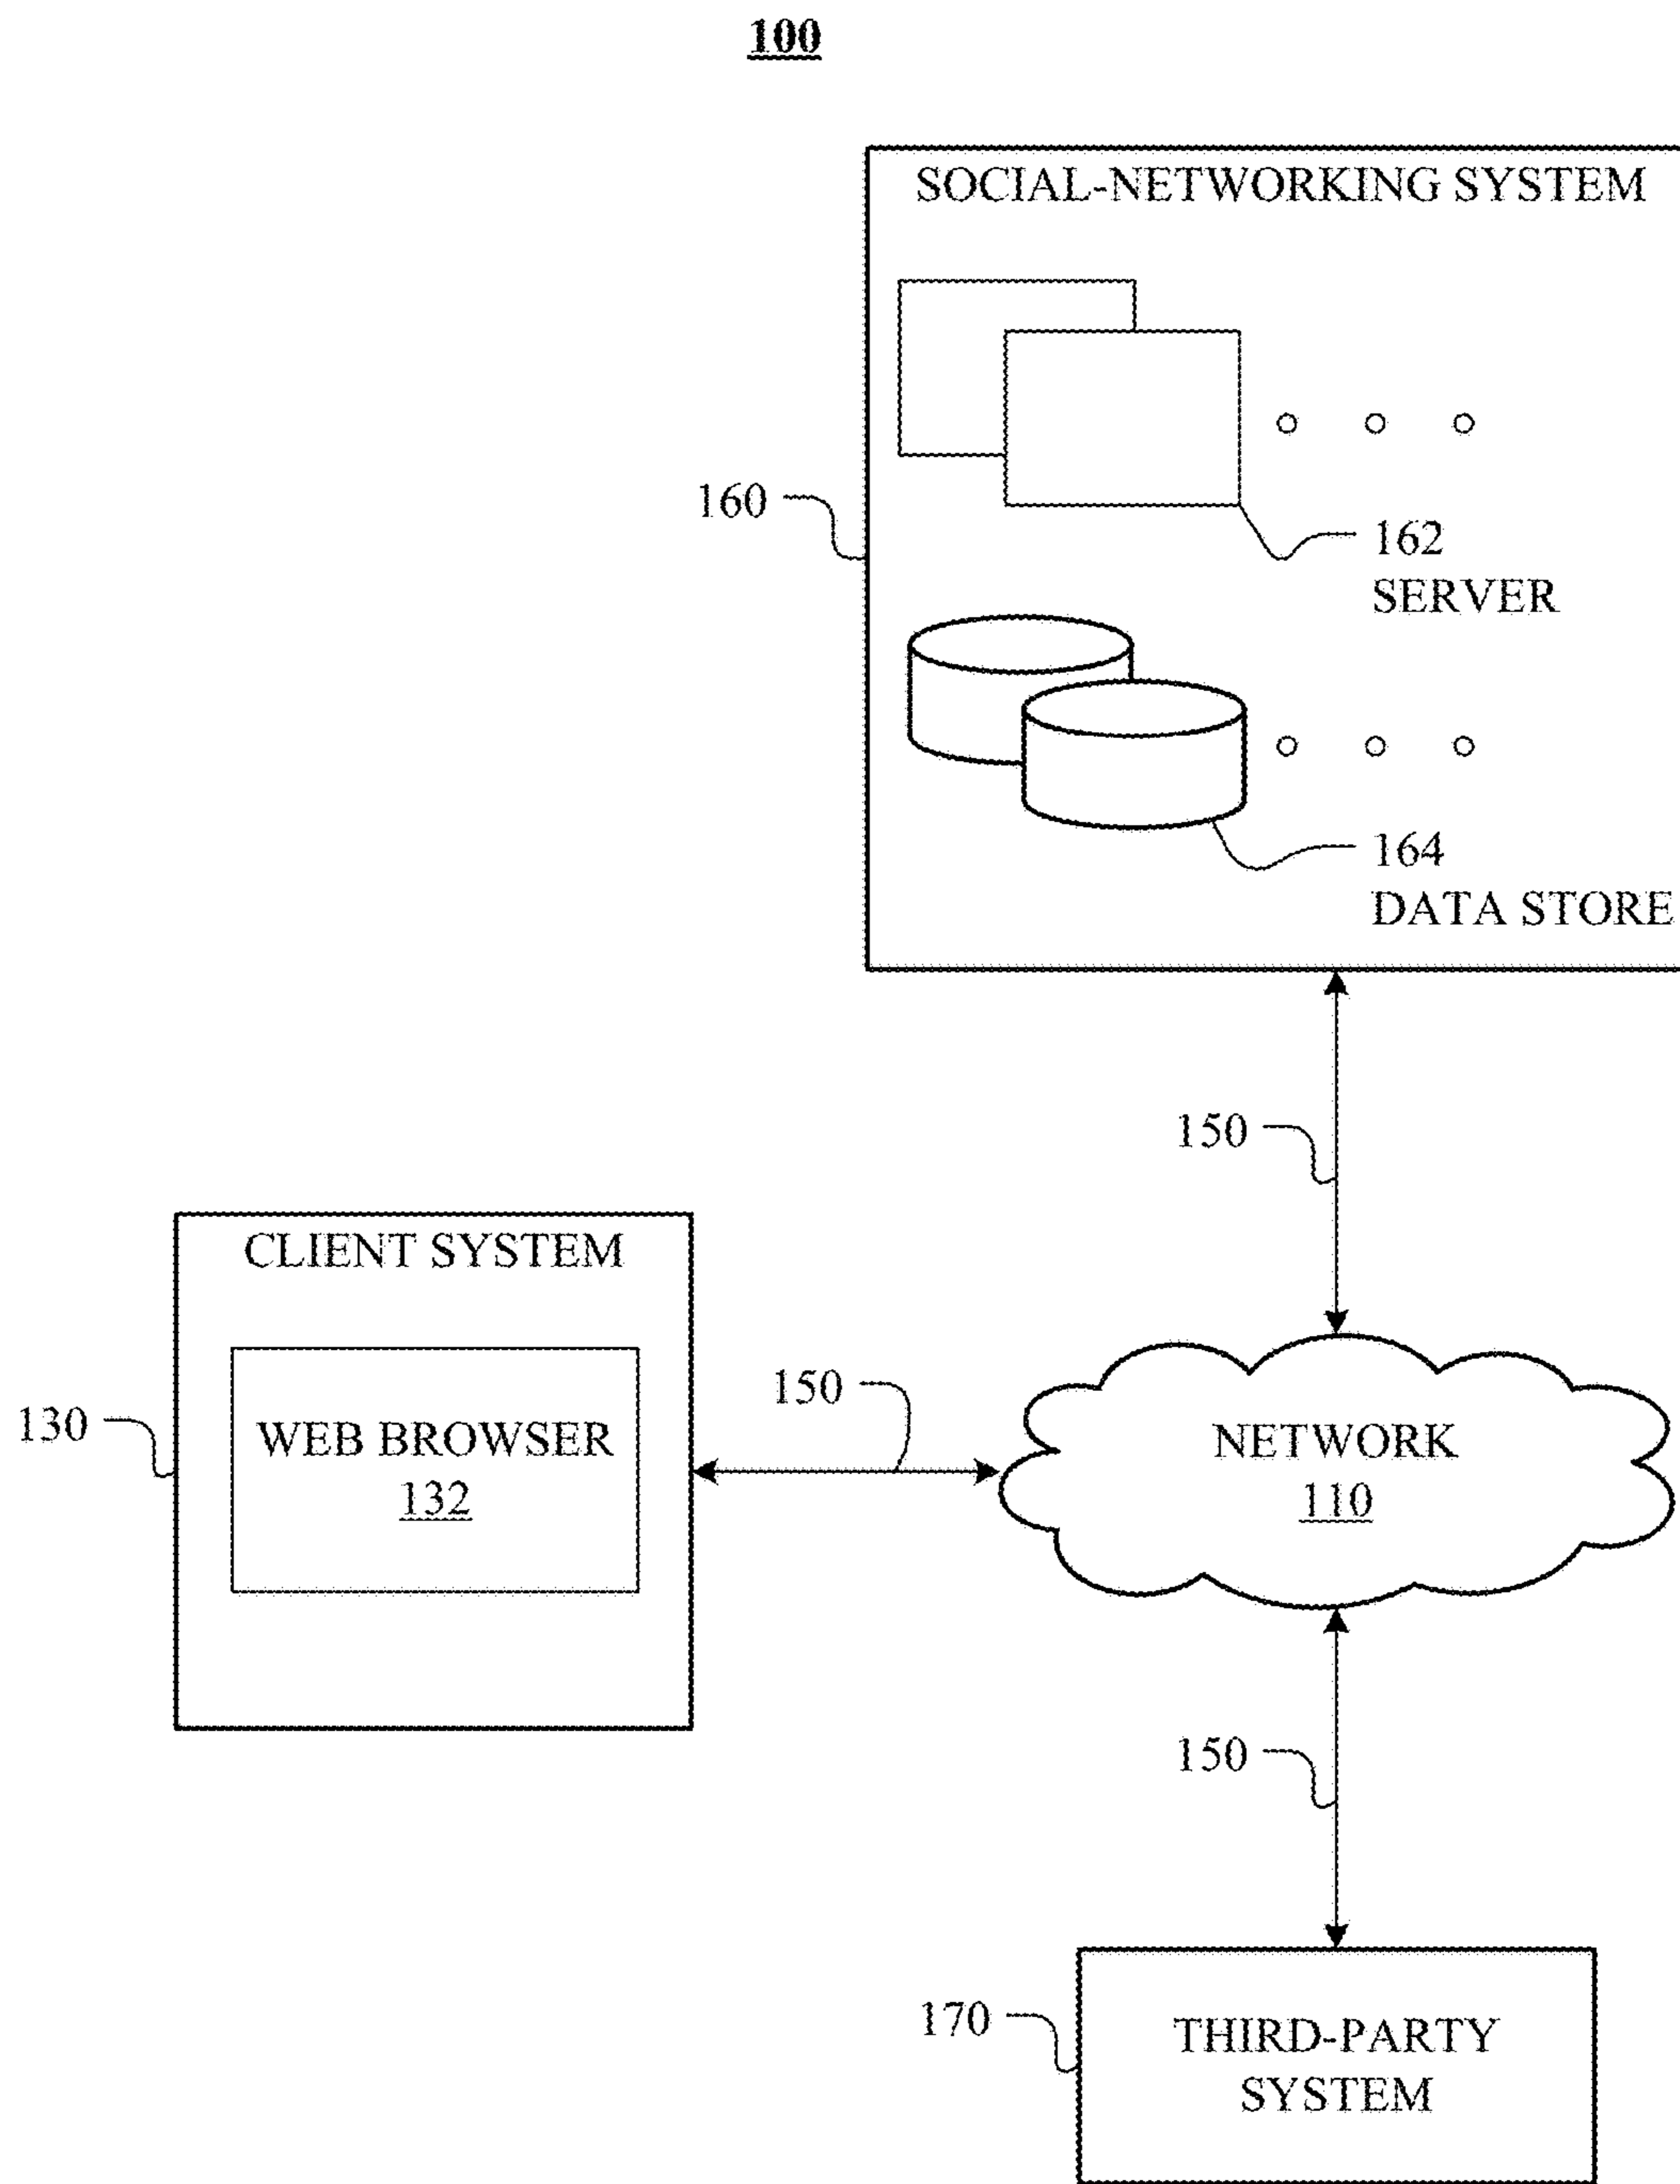 100
SOCIAL-NETWORKING SYSTEM
160
162
SERVER
164
DATA STORE
150
CLIENT SYSTEM
130
WEB BROWSER
132
150
NETWORK
110
150
170
THIRD-PARTY
SYSTEM